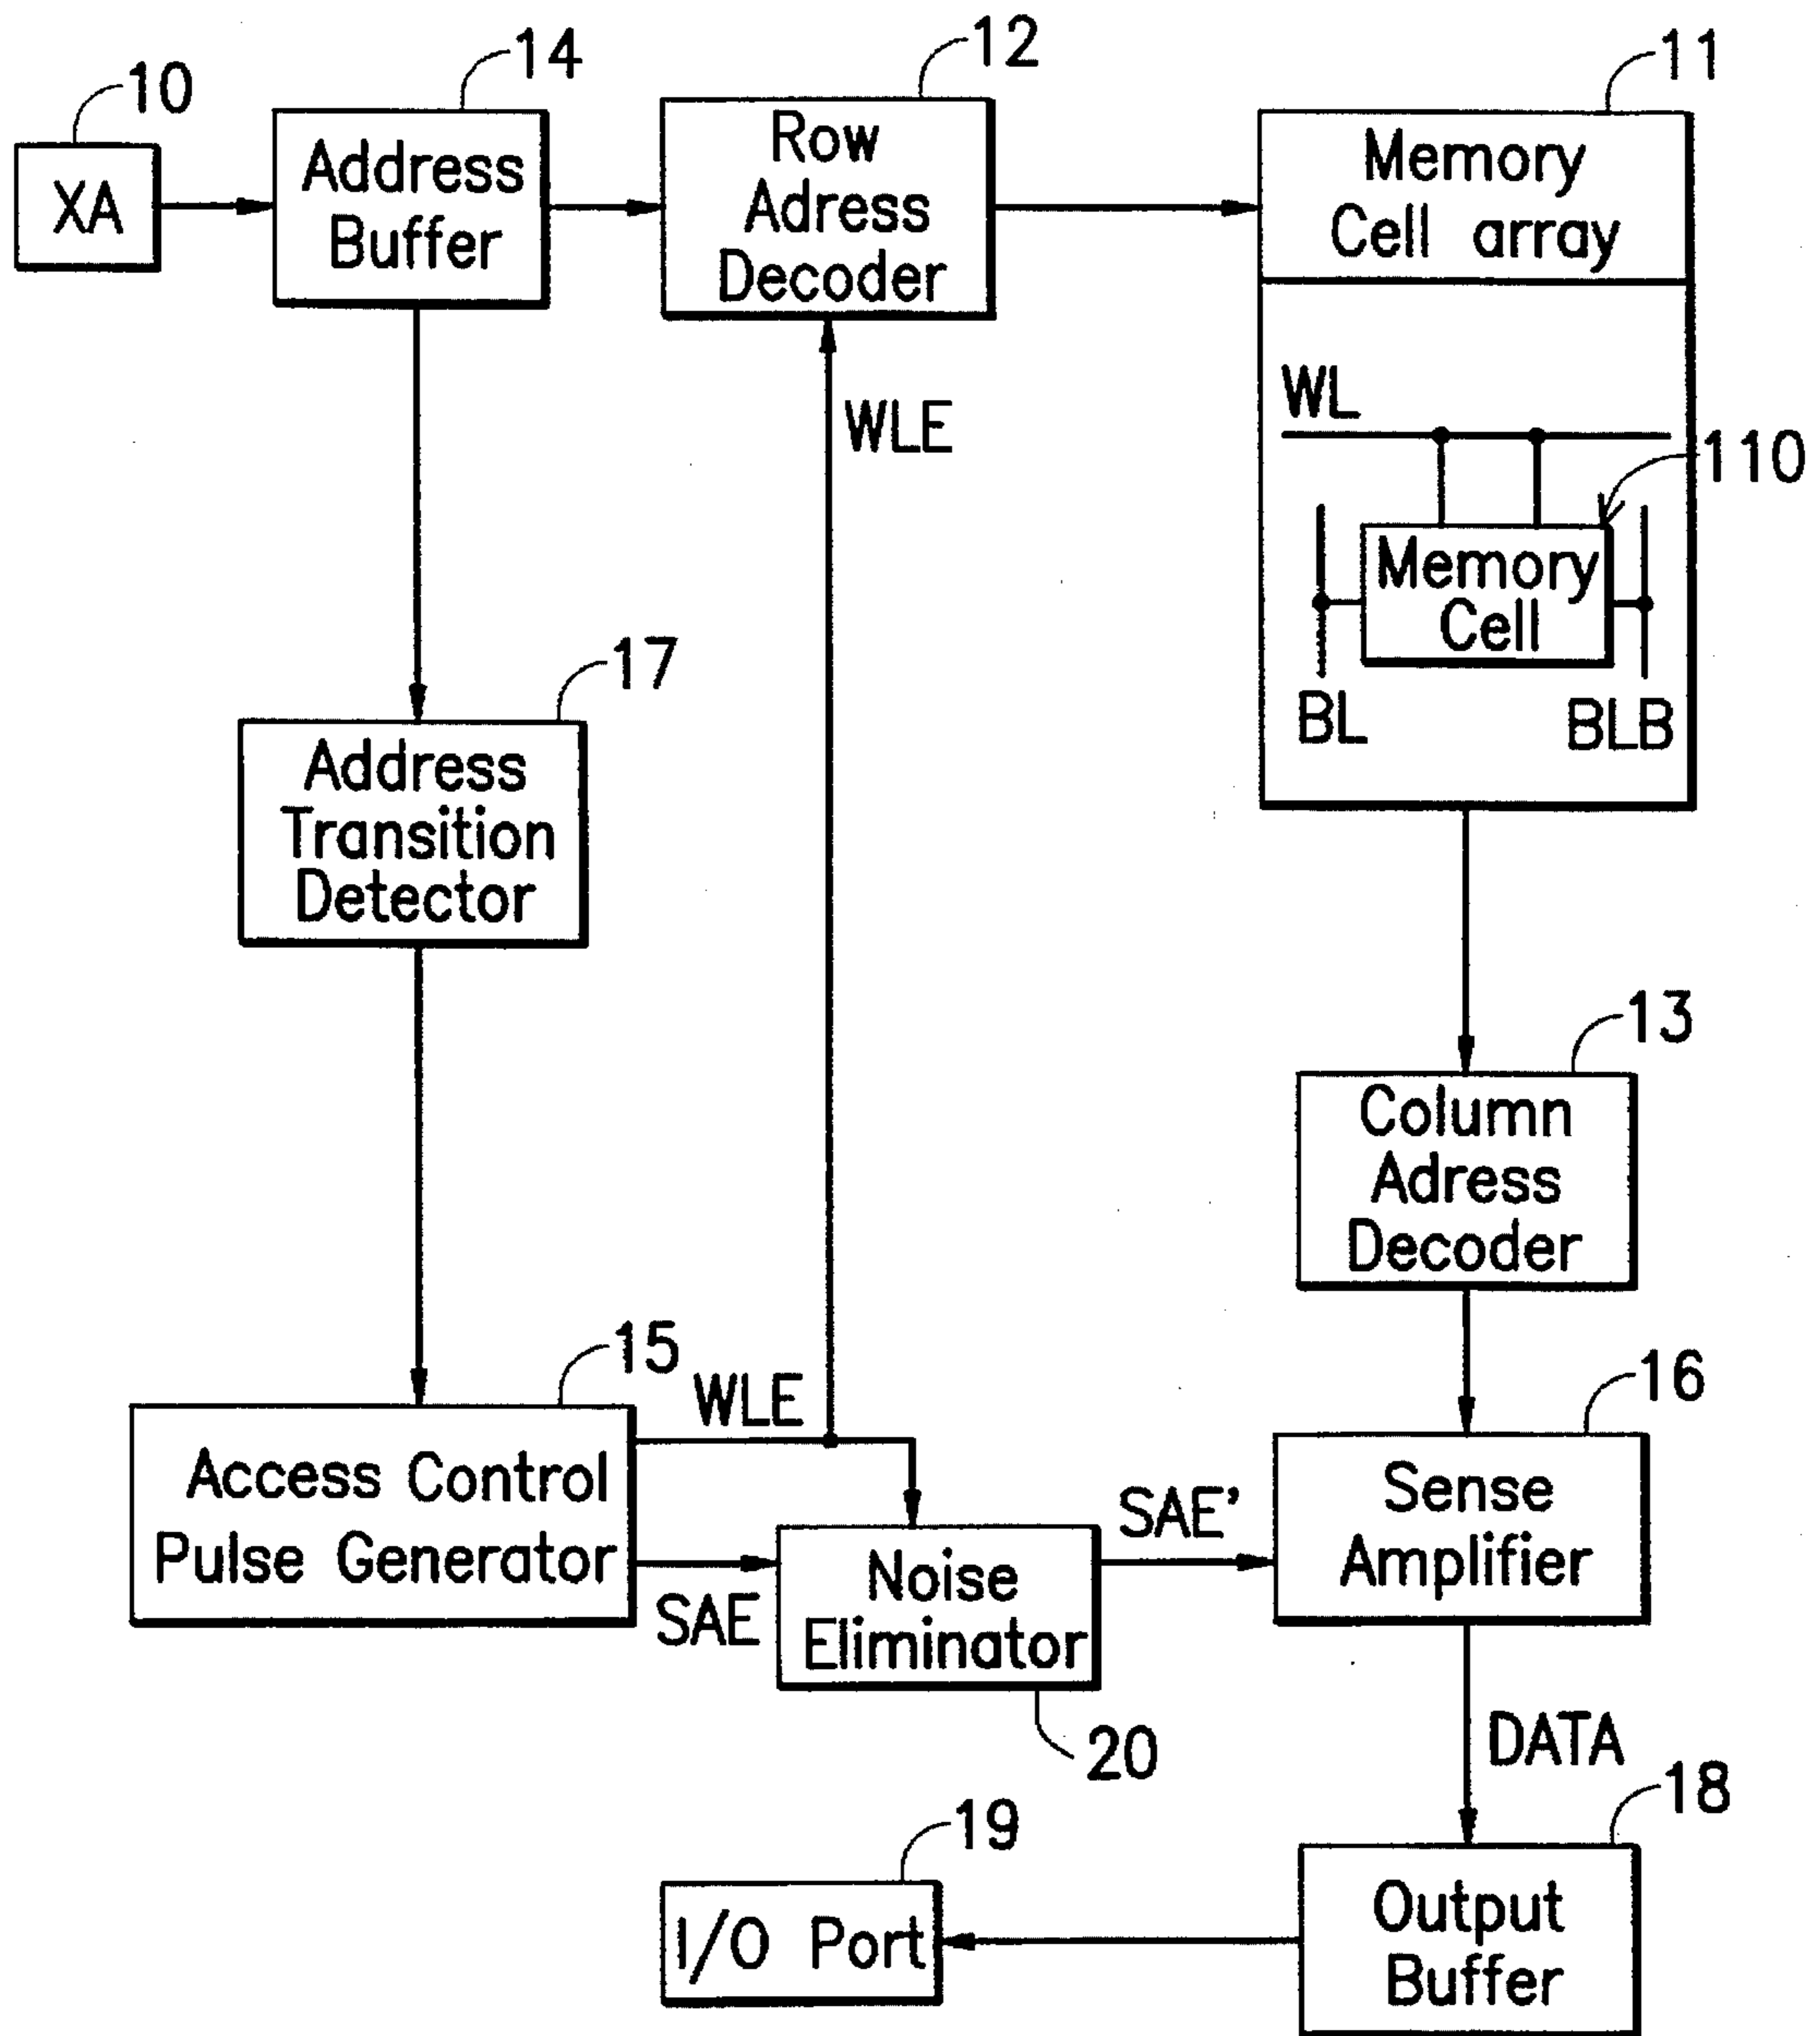 10
XA
14
Address
Buffer
12
Row
Adress
Decoder
11
Memory
Cell array
WL
110
Memory
Cell
BL
BLB
WLE
17
Address
Transition
Detector
13
Column
Adress
Decoder
15
Access Control
Pulse Generator
WLE
SAE
Noise
Eliminator
20
SAE'
16
Sense
Amplifier
DATA
18
Output
Buffer
19
I/O Port